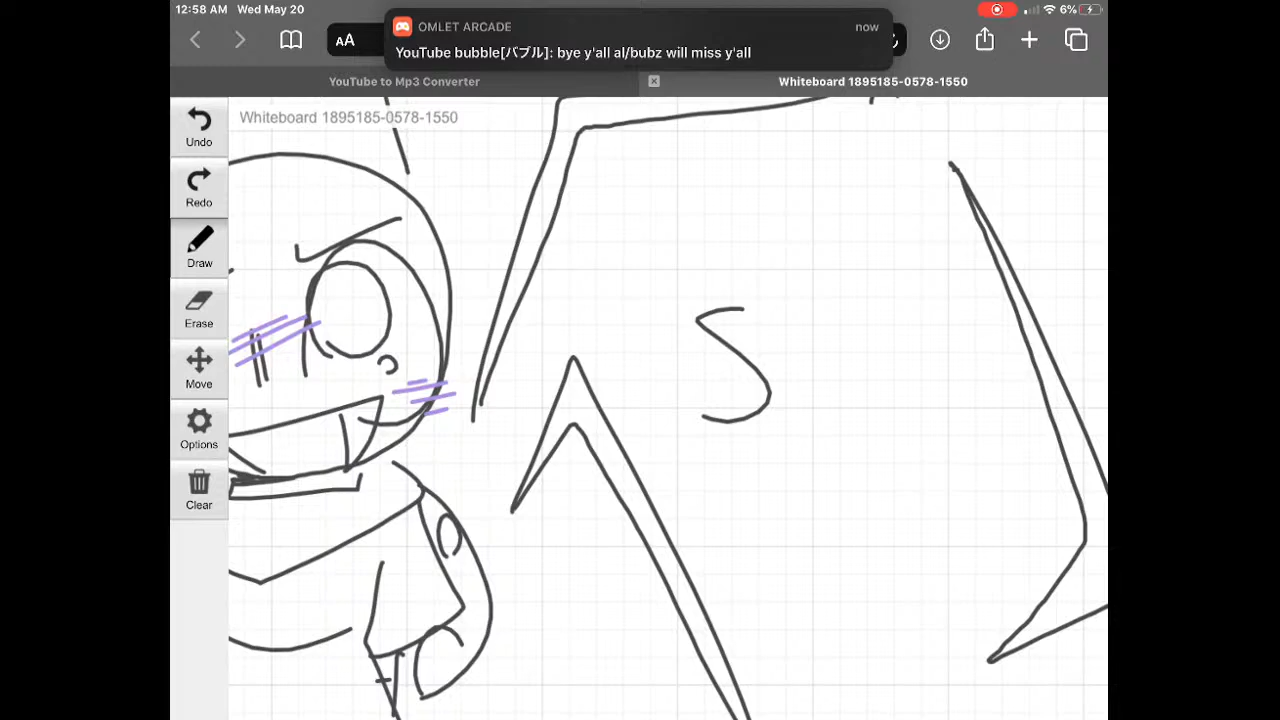 12:58 AM Wed May 20
6%
OMLET ARCADE
now
YouTube bubble[バブル]: bye y'all al/bubz will miss y'all
AA
YouTube to Mp3 Converter
Whiteboard 1895185-0578-1550
Whiteboard 1895185-0578-1550
Undo
Redo
Draw
Erase
Move
Options
Clear
S